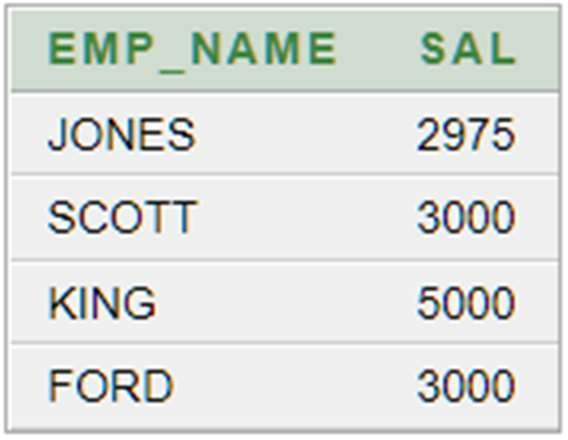 EMP_NAME SAL
JONES 2975
SCOTT 3000
KING 5000
FORD 3000